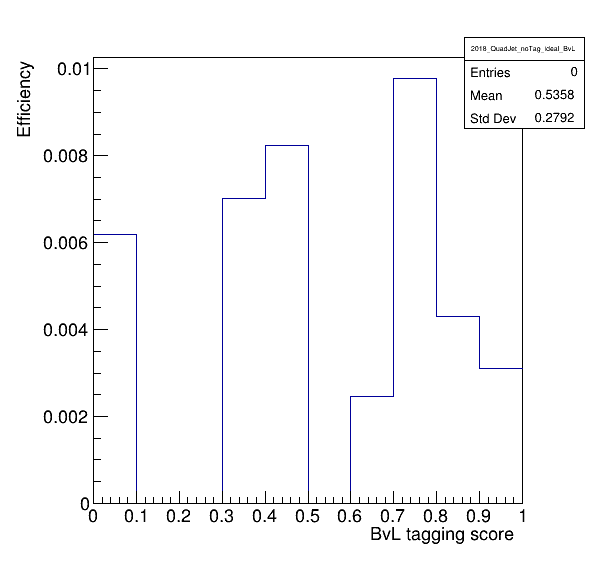 2018_QuadJet_noTag_ideal_BvL
Entries 0
Mean 0.5358
Std Dev 0.2792
Efficiency
0.01
0.008
0.006
0.004
0.002
0
0 0.1 0.2 0.3 0.4 0.5 0.6 0.7 0.8 0.9 1
BvL tagging score